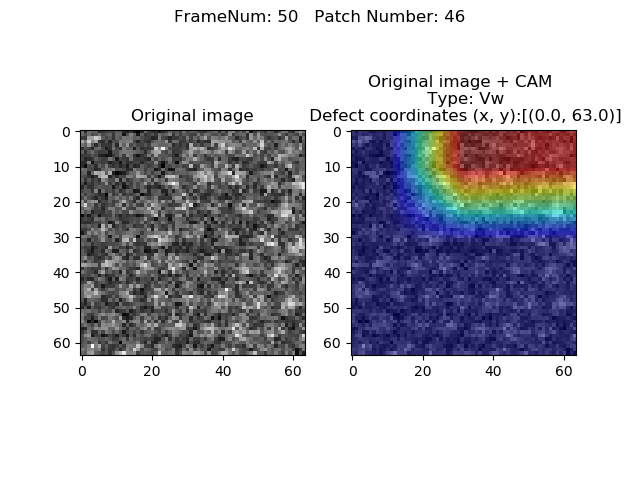 FrameNum: 50   Patch Number: 46
Original image
0
10
20
30
40
50
60
0 20 40 60
Original image + CAM
Type: Vw
Defect coordinates (x, y):[(0.0, 63.0)]
0
10
20
30
40
50
60
0 20 40 60